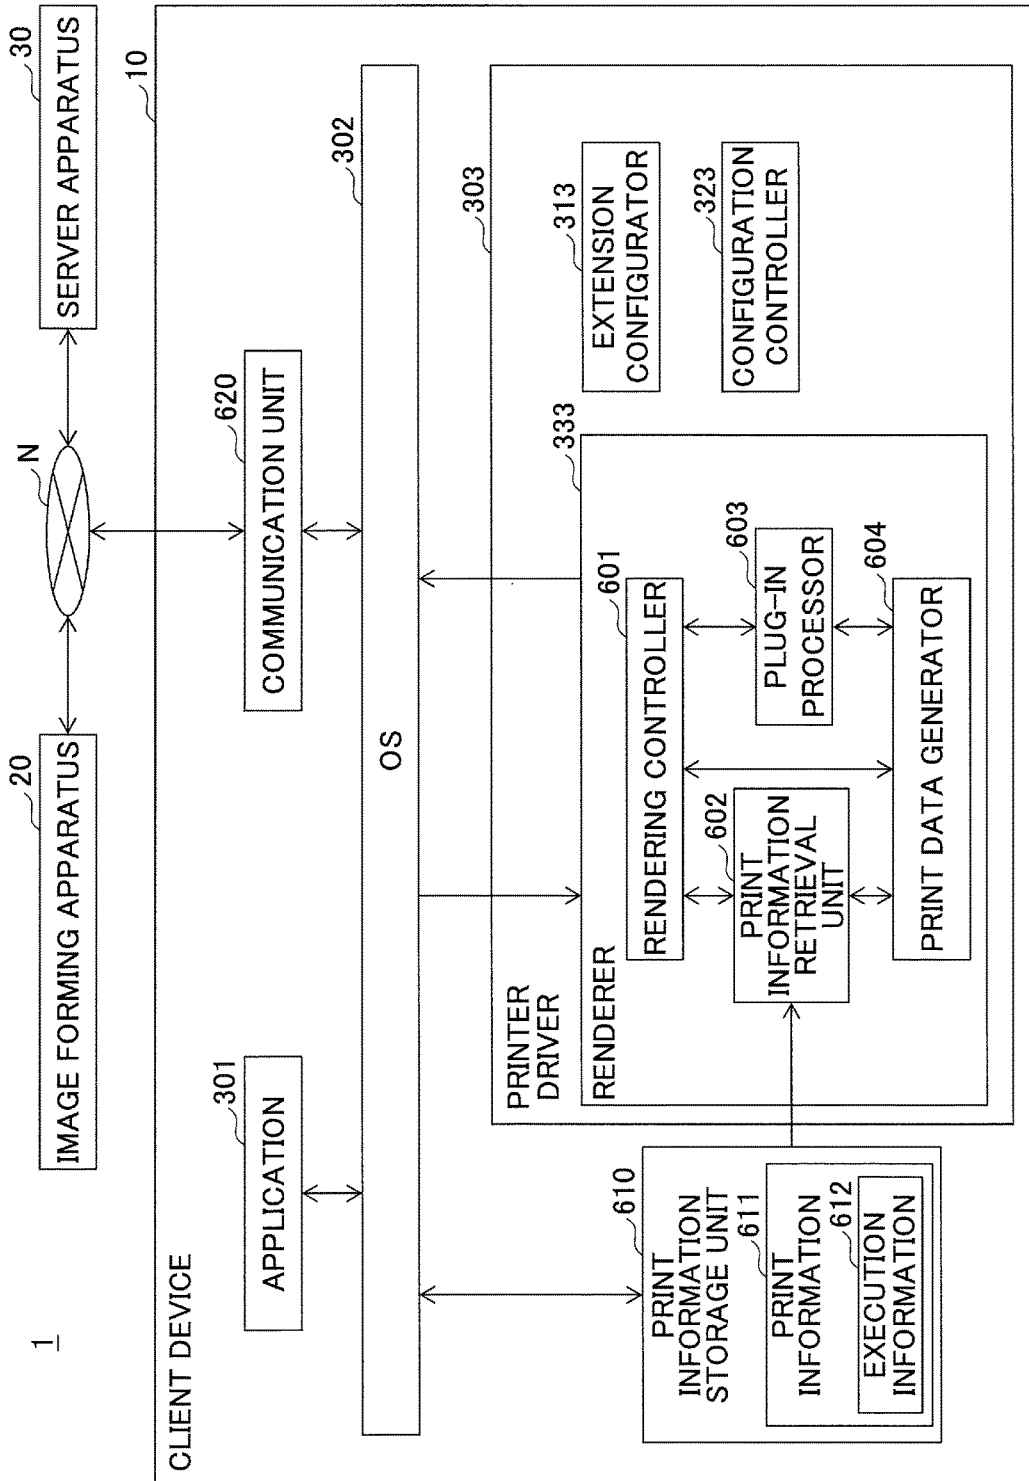 1
IMAGE FORMING APPARATUS
20
N
SERVER APPARATUS
30
CLIENT DEVICE
10
APPLICATION
301
COMMUNICATION UNIT
620
OS
302
PRINT
INFORMATION
STORAGE UNIT
610
PRINT
INFORMATION
611
EXECUTION
INFORMATION
612
PRINTER
DRIVER
303
RENDERER
333
RENDERING CONTROLLER
601
PRINT
INFORMATION
RETRIEVAL
UNIT
602
PLUG-IN
PROCESSOR
603
PRINT DATA GENERATOR
604
EXTENSION
CONFIGURATOR
313
CONFIGURATION
CONTROLLER
323